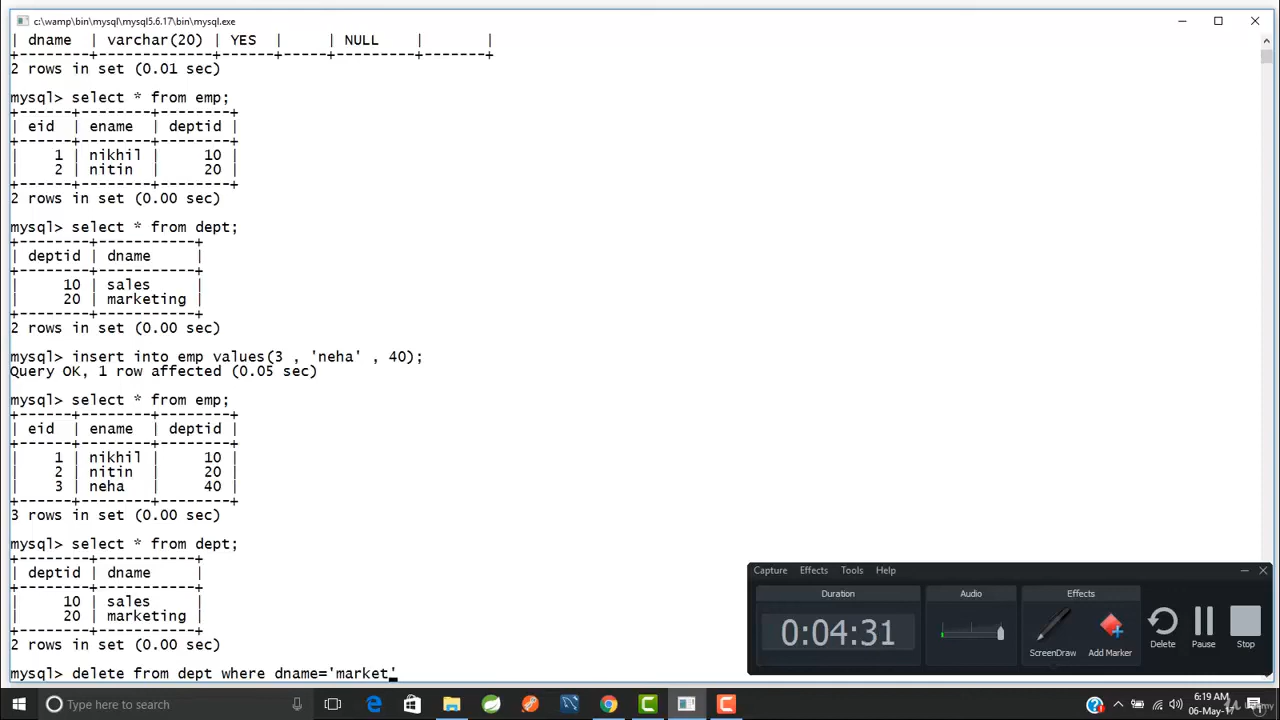 c:\wamp\bin\mysql\mysql5.6.17\bin\mysql.exe
| dname | varchar(20) | YES | | NULL | |
+--------+-------------+------+-----+---------+-------+
2 rows in set (0.01 sec)
mysql> select * from emp;
+------+--------+--------+
| eid | ename | deptid |
+------+--------+--------+
| 1 | nikhil | 10 |
| 2 | nitin | 20 |
+------+--------+--------+
2 rows in set (0.00 sec)
mysql> select * from dept;
+--------+-----------+
| deptid | dname |
+--------+-----------+
| 10 | sales |
| 20 | marketing |
+--------+-----------+
2 rows in set (0.00 sec)
mysql> insert into emp values(3 , 'neha' , 40);
Query OK, 1 row affected (0.05 sec)
mysql> select * from emp;
+------+--------+--------+
| eid | ename | deptid |
+------+--------+--------+
| 1 | nikhil | 10 |
| 2 | nitin | 20 |
| 3 | neha | 40 |
+------+--------+--------+
3 rows in set (0.00 sec)
mysql> select * from dept;
+--------+-----------+
| deptid | dname |
+--------+-----------+
| 10 | sales |
| 20 | marketing |
+--------+-----------+
2 rows in set (0.00 sec)
mysql> delete from dept where dname='market'
Capture Effects Tools Help
Duration Audio Effects
0:04:31
ScreenDraw Add Marker Delete Pause Stop
Type here to search
6:19 AM
06-May-1